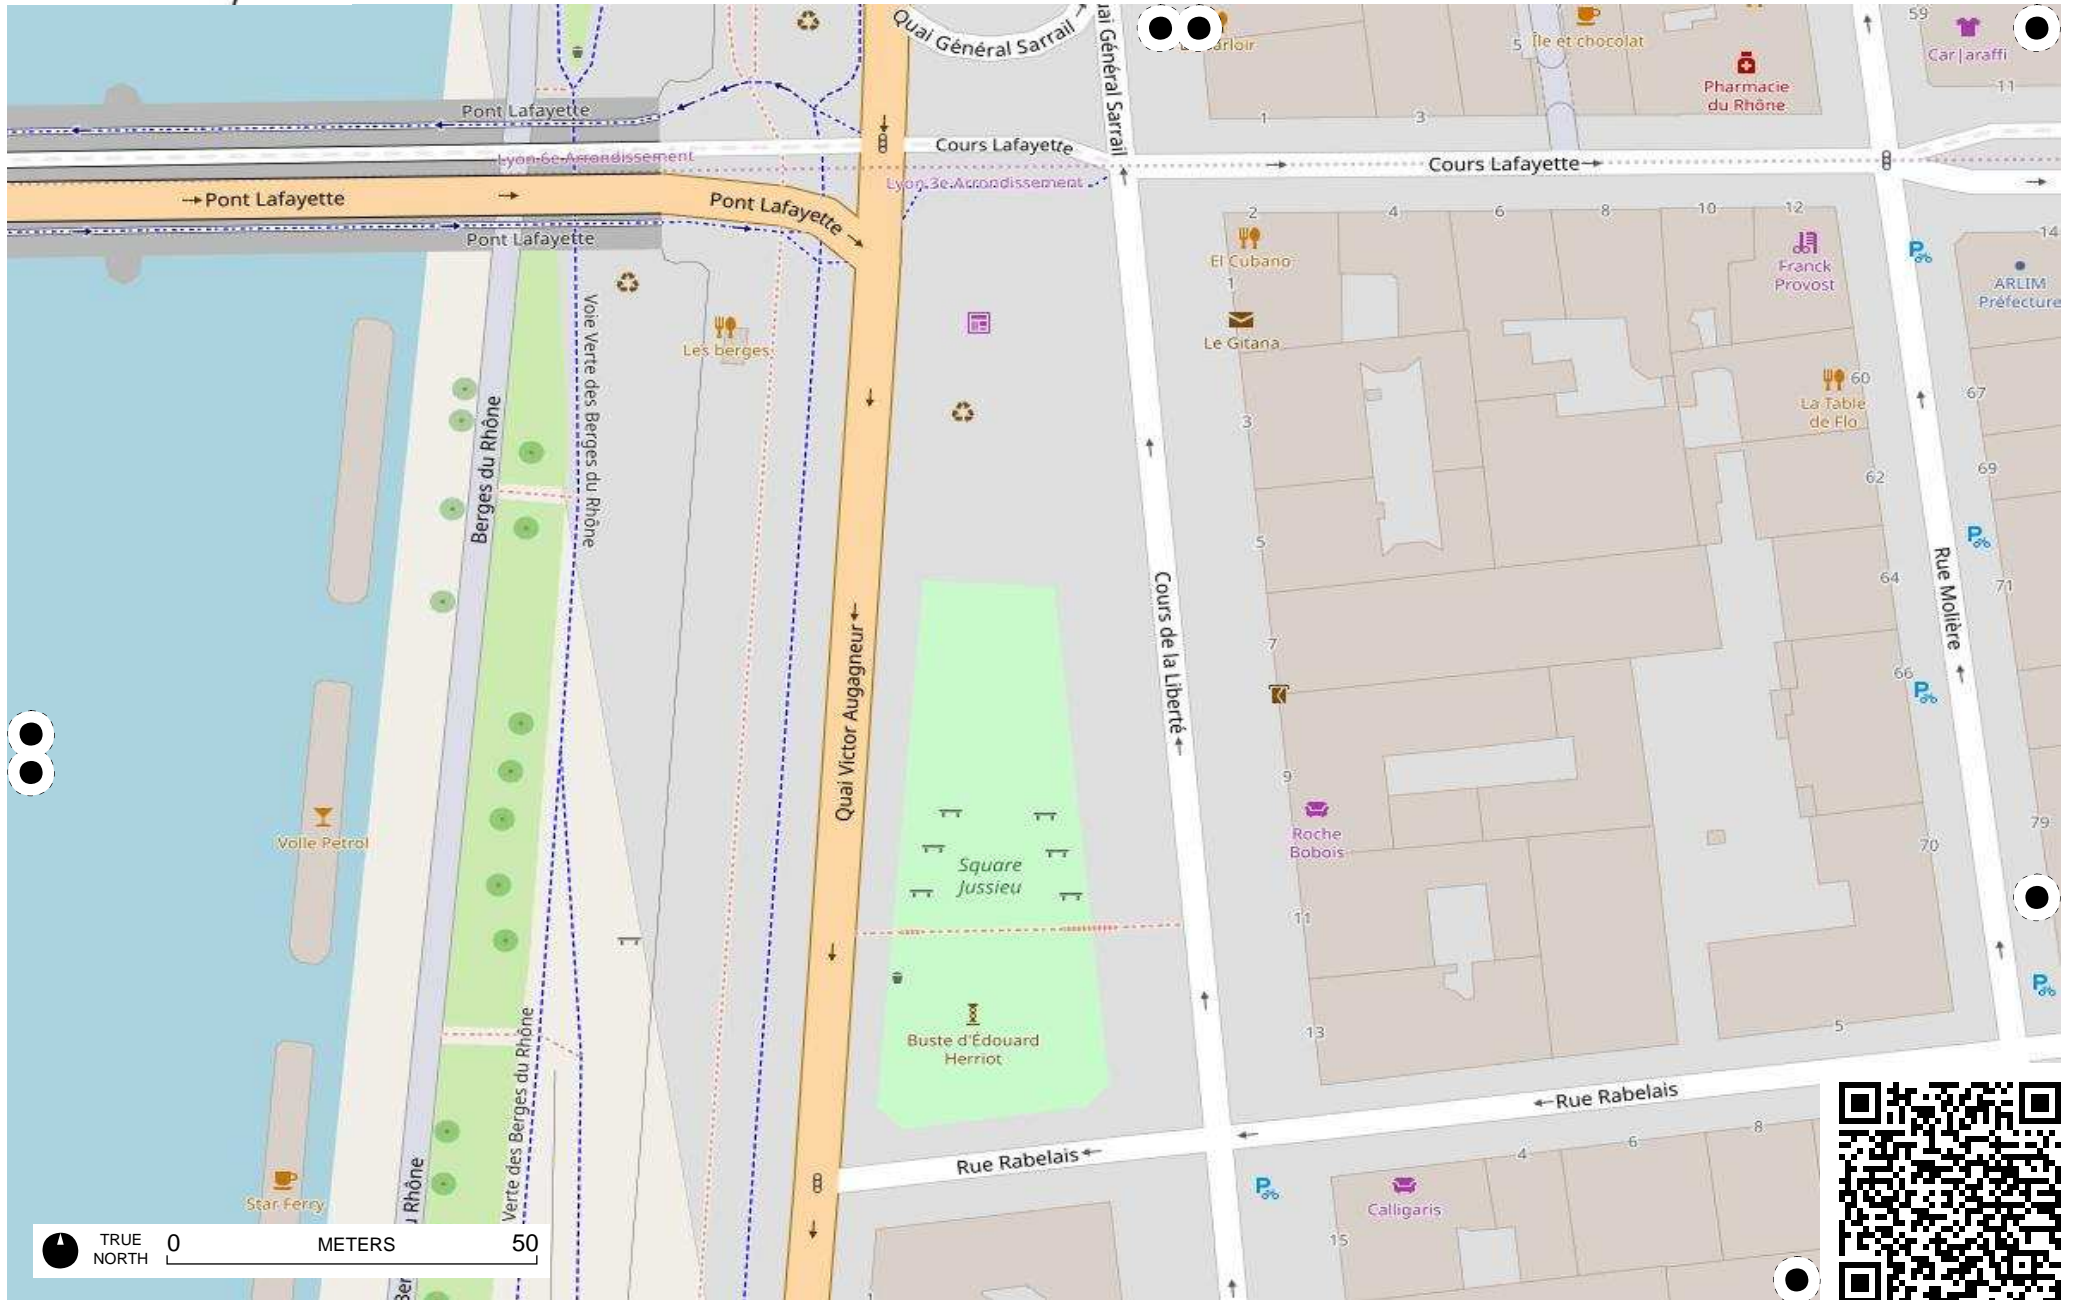 Quai Général Sarrail
Quai Général Sarrail
5
Île et chocolat
Pharmacie
du Rhône
59
Car|araffi
11
1
3
Pont Lafayette
Lyon 6e Arrondissement
Cours Lafayette
Cours Lafayette
Lyon 3e Arrondissement
Pont Lafayette
Pont Lafayette
Pont Lafayette
2
4
6
8
10
12
14
El Cubano
1
Le Gitana
Franck
Provost
ARLIM
Préfecture
Les berges
Voie Verte des Berges du Rhône
Berges du Rhône
La Table
de Flo
60
67
3
62
69
5
64
71
7
66
Rue Molière
Cours de la Liberté
Quai Victor Augagneur
9
Roche
Bobois
79
70
Volle Petrol
Square
Jussieu
11
13
5
Buste d'Édouard
Herriot
Verte des Berges du Rhône
Rue Rabelais
Rue Rabelais
4
6
8
Calligaris
15
Star Ferry
u Rhône
Ber
TRUE
NORTH
0
METERS
50